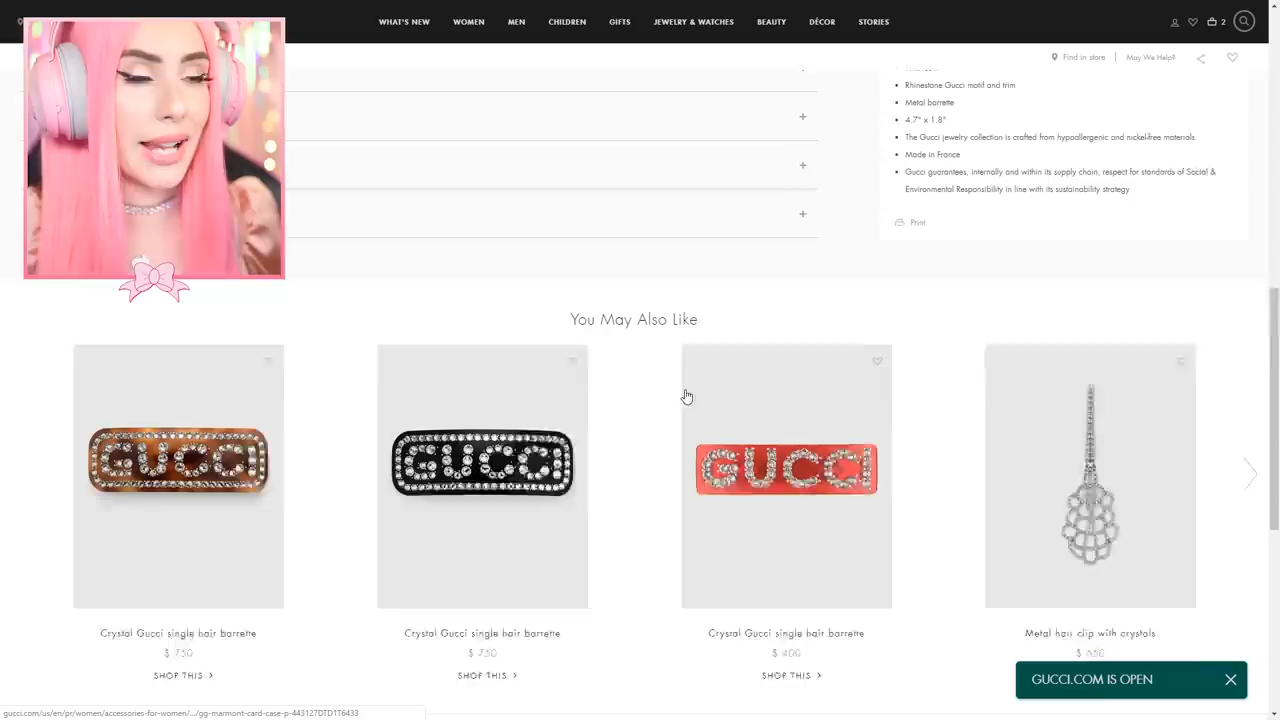 WHAT'S NEW WOMEN MEN CHILDREN GIFTS JEWELRY & WATCHES BEAUTY DÉCOR STORIES 2
Find in store | May We Help?
Rhinestone Gucci motif and trim
Metal barrette
4.7" x 1.8"
The Gucci jewelry collection is crafted from hypoallergenic and nickel-free materials.
Made in France
Gucci guarantees, internally and within its supply chain, respect for standards of Social &
Environmental Responsibility in line with its sustainability strategy
Print
You May Also Like
GUCCI
GUCCI
GUCCI
Crystal Gucci single hair barrette
$ 750
SHOP THIS
Crystal Gucci single hair barrette
$ 750
SHOP THIS
Crystal Gucci single hair barrette
$ 400
SHOP THIS
Metal hair clip with crystals
$ 650
GUCCI.COM IS OPEN
gucci.com/us/en/pr/women/accessories-for-women/.../gg-marmont-card-case-p-443127DTD1T6433